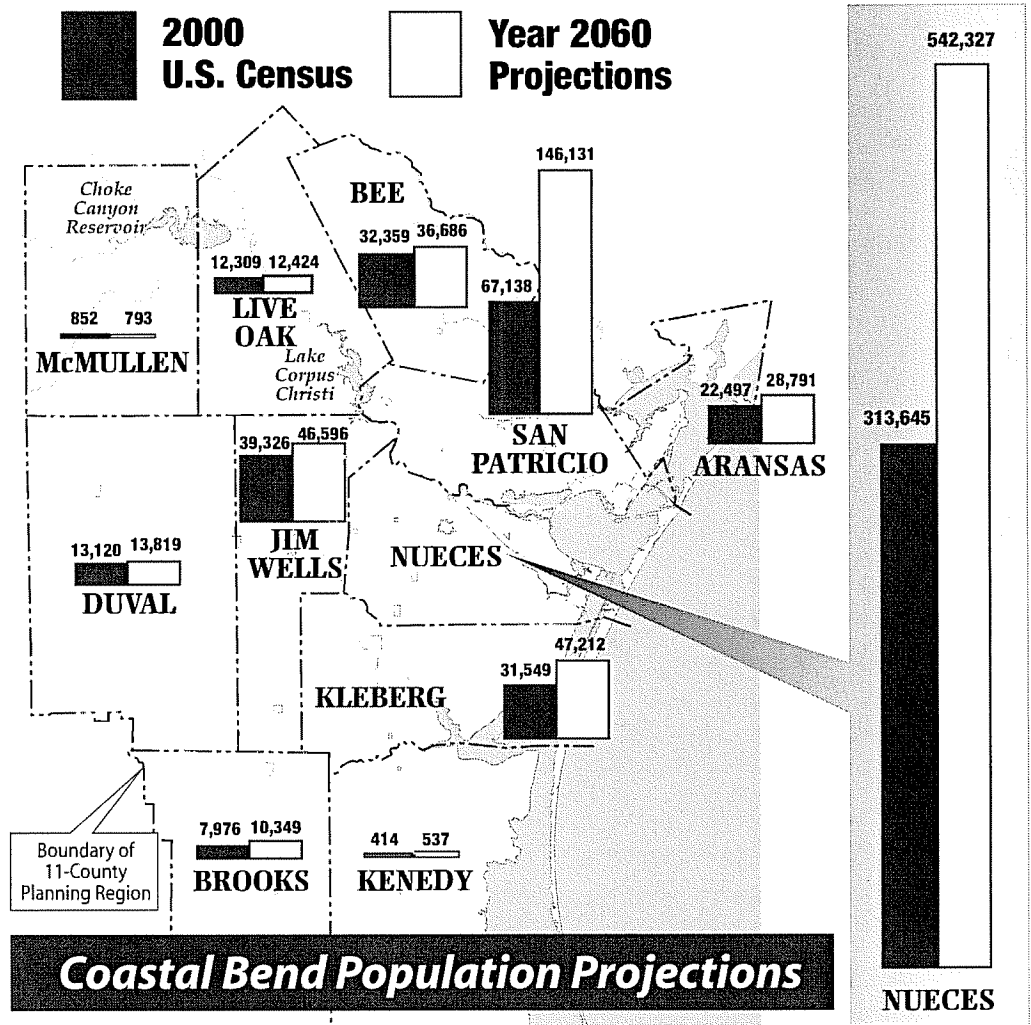 2000
U.S. Census
Year 2060
Projections
542,327
146,131
Choke
Canyon
Reservoir
BEE
32,359 36,686
12,309 12,424
LIVE
OAK
67,138
852 793
McMULLEN
Lake
Corpus
Christi
22,497 28,791
ARANSAS
313,645
SAN
PATRICIO
39,326 46,596
JIM
WELLS
NUECES
13,120 13,819
DUVAL
47,212
31,549
KLEBERG
7,976 10,349
BROOKS
414 537
KENEDY
Boundary of
11-County
Planning Region
Coastal Bend Population Projections
NUECES